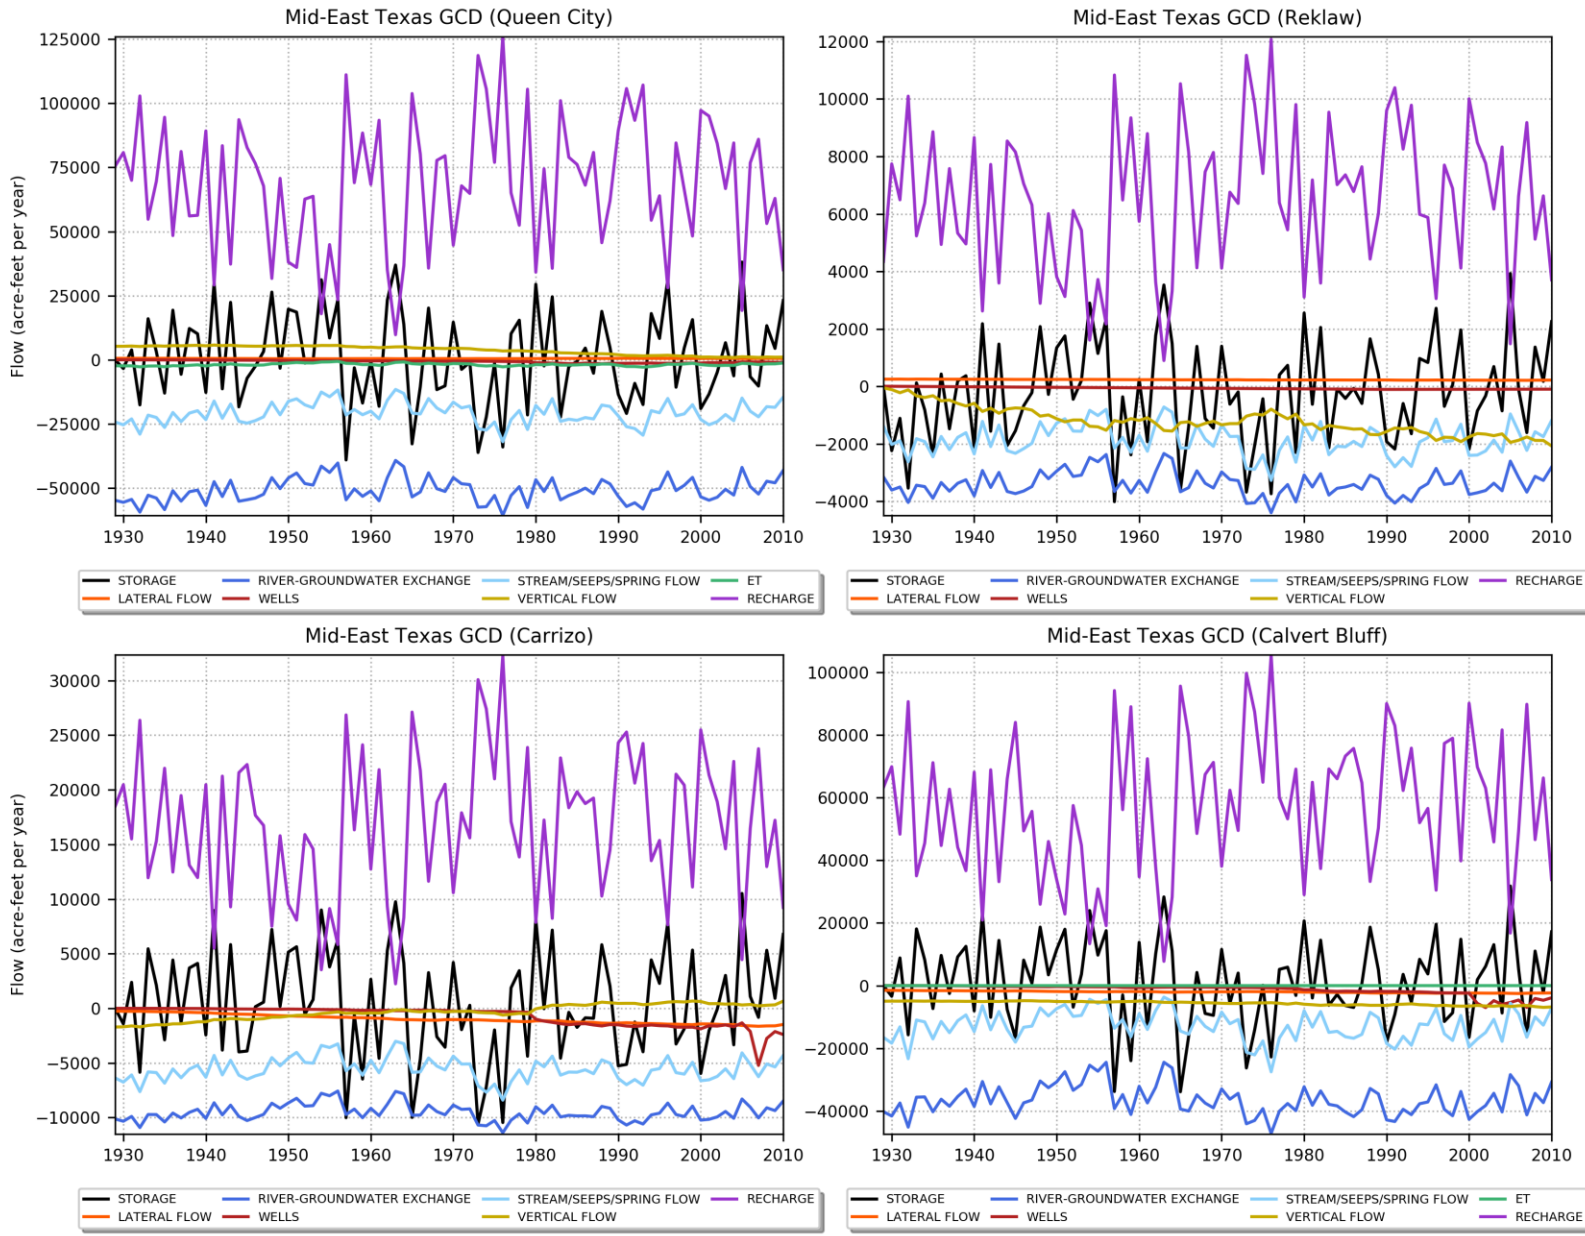 Mid-East Texas GCD (Queen City)
Flow (acre-feet per year)
125000
100000
75000
50000
25000
0
−25000
−50000
1930 1940 1950 1960 1970 1980 1990 2000 2010
STORAGE RIVER-GROUNDWATER EXCHANGE STREAM/SEEPS/SPRING FLOW ET
LATERAL FLOW WELLS VERTICAL FLOW RECHARGE
Mid-East Texas GCD (Reklaw)
12000
10000
8000
6000
4000
2000
0
−2000
−4000
1930 1940 1950 1960 1970 1980 1990 2000 2010
STORAGE RIVER-GROUNDWATER EXCHANGE STREAM/SEEPS/SPRING FLOW RECHARGE
LATERAL FLOW WELLS VERTICAL FLOW
Mid-East Texas GCD (Carrizo)
Flow (acre-feet per year)
30000
25000
20000
15000
10000
5000
0
−5000
−10000
1930 1940 1950 1960 1970 1980 1990 2000 2010
STORAGE RIVER-GROUNDWATER EXCHANGE STREAM/SEEPS/SPRING FLOW RECHARGE
LATERAL FLOW WELLS VERTICAL FLOW
Mid-East Texas GCD (Calvert Bluff)
100000
80000
60000
40000
20000
0
−20000
−40000
1930 1940 1950 1960 1970 1980 1990 2000 2010
STORAGE RIVER-GROUNDWATER EXCHANGE STREAM/SEEPS/SPRING FLOW ET
LATERAL FLOW WELLS VERTICAL FLOW RECHARGE